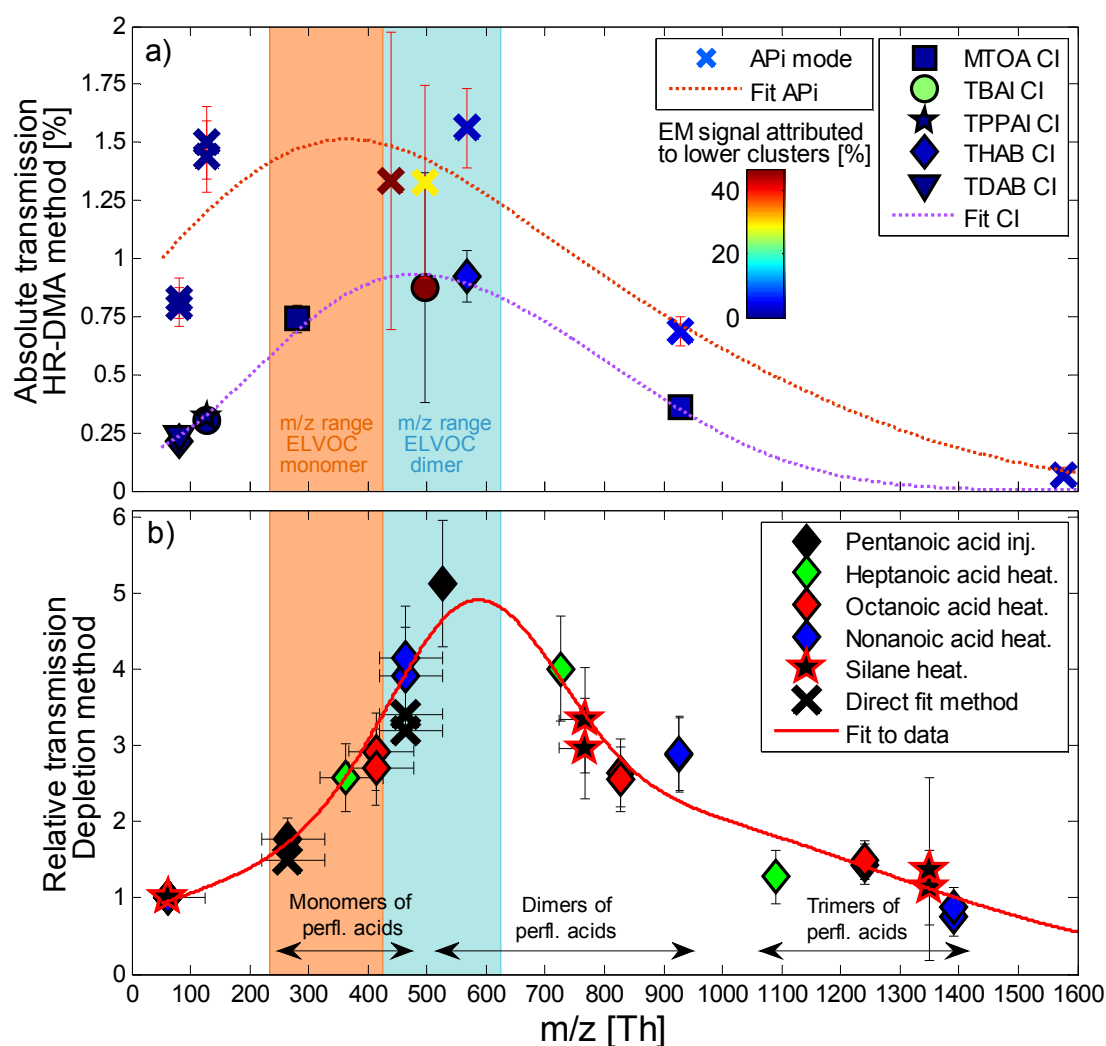 a)
Absolute transmission
HR-DMA method [%]
2
1.75
1.5
1.25
1
0.75
0.5
0.25
0
APi mode
Fit APi
EM signal attributed
to lower clusters [%]
40
20
0
MTOA CI
TBAI CI
TPPAI CI
THAB CI
TDAB CI
Fit CI
m/z range
ELVOC
monomer
m/z range
ELVOC
dimer
b)
Relative transmission
Depletion method
6
5
4
3
2
1
0
Pentanoic acid inj.
Heptanoic acid heat.
Octanoic acid heat.
Nonanoic acid heat.
Silane heat.
Direct fit method
Fit to data
Monomers of
perfl. acids
Dimers of
perfl. acids
Trimers of
perfl. acids
0 100 200 300 400 500 600 700 800 900 1000 1100 1200 1300 1400 1500 1600
m/z [Th]